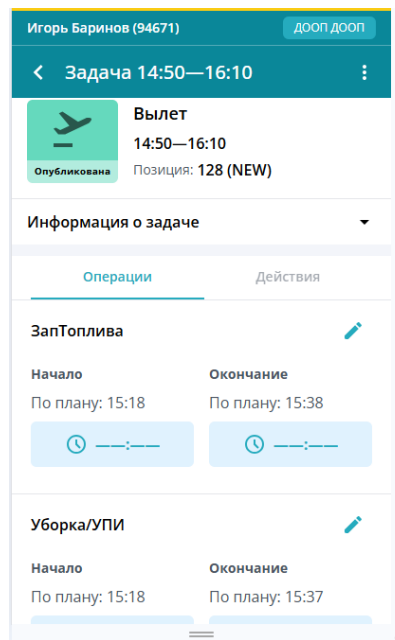 Игорь Баринов (94671)
ДООП ДООП
Задача 14:50—16:10
Вылет
14:50—16:10
Опубликована
Позиция: 128 (NEW)
Информация о задаче
Операции
Действия
ЗапТоплива
Начало
Окончание
По плану: 15:18
По плану: 15:38
——:——
——:——
Уборка/УПИ
Начало
Окончание
По плану: 15:18
По плану: 15:37